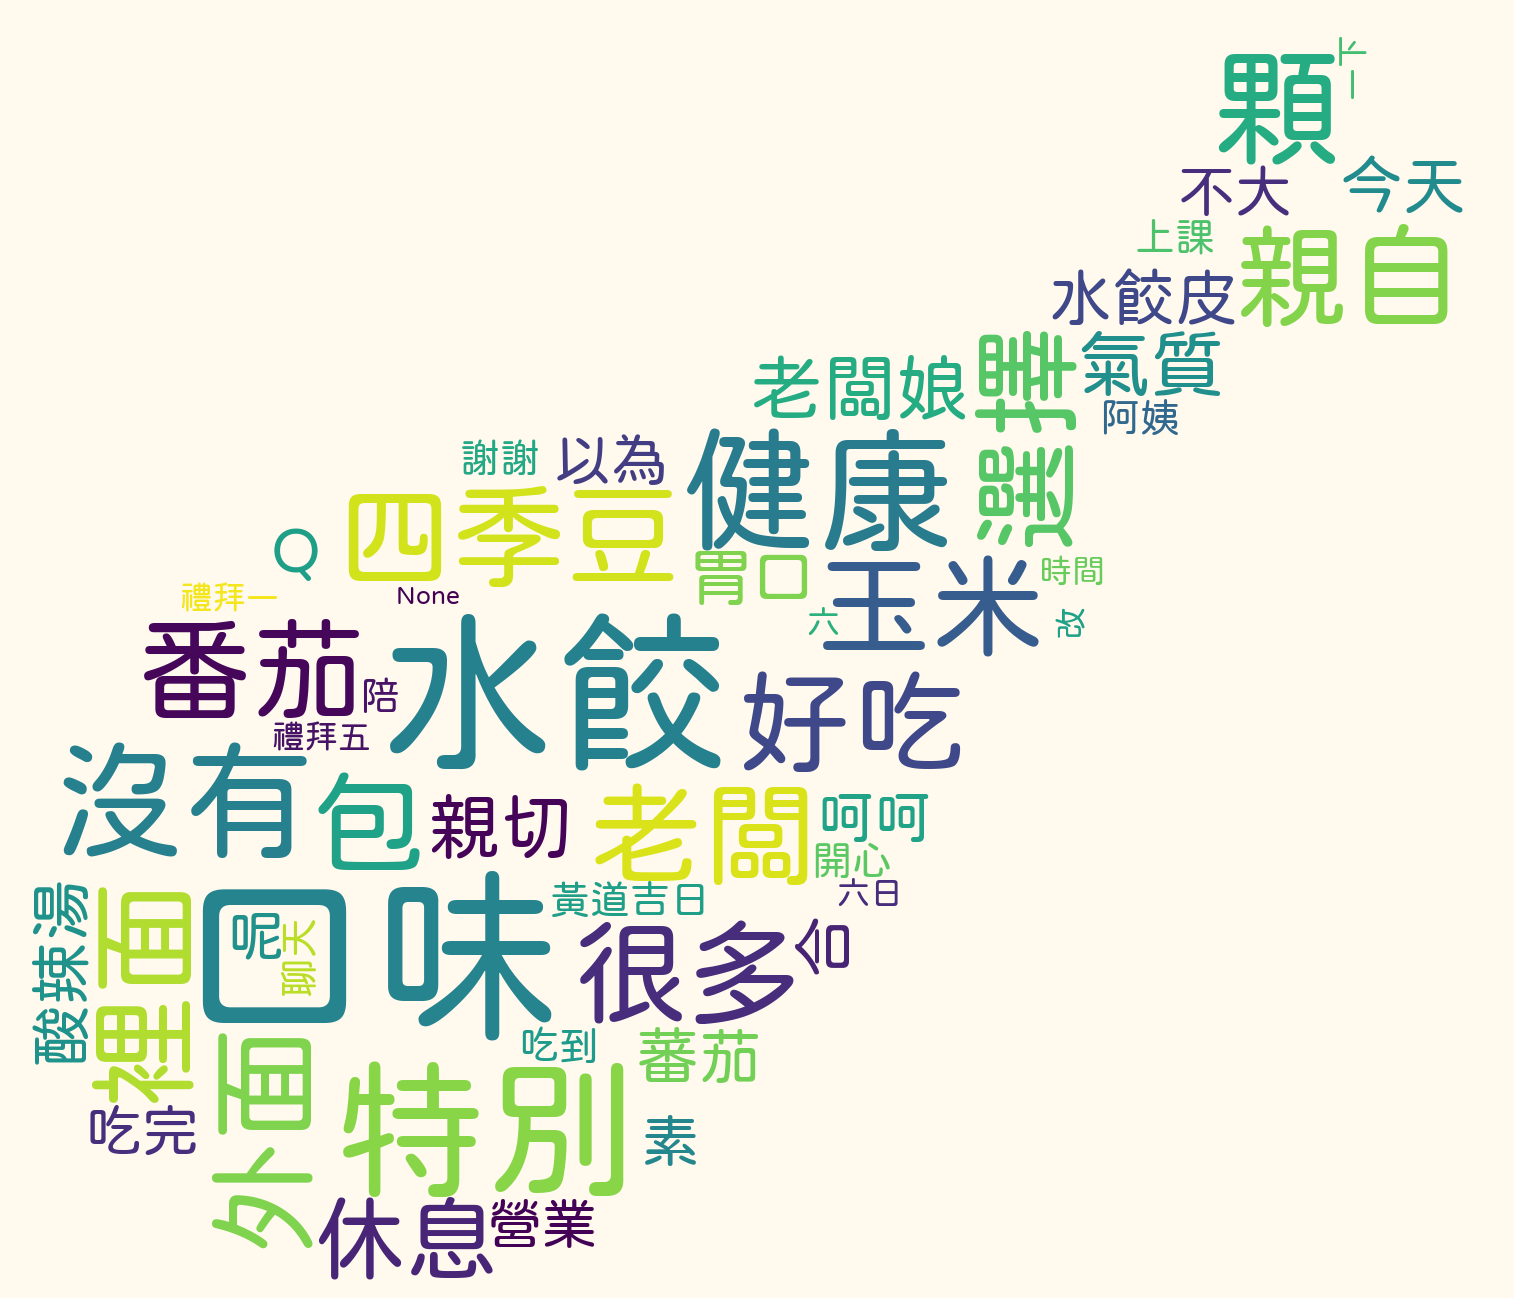 一下
顆
不大
今天
上課
親自
水餃皮
選擇
氣質
老闆娘
阿姨
謝謝
以為
健康
四季豆
Q
胃口
玉米
時間
禮拜一
None
六
改
番茄
水餃
陪
好吃
禮拜五
沒有
包
親切
老闆
呵呵
開心
酸辣湯
裡面
口味
呢
聊天
黃道吉日
六日
很多
合
吃到
蕃茄
外面
特別
吃完
素
休息
營業